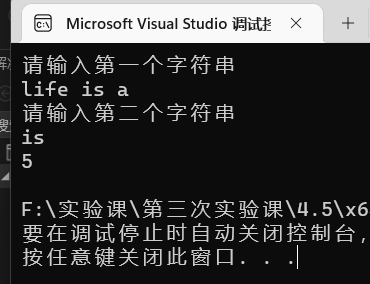 Microsoft Visual Studio 调试
请输入第一个字符串
life is a
请输入第二个字符串
is
5
F:\实验课\第三次实验课\4.5\x6
要在调试停止时自动关闭控制台,
按任意键关闭此窗口. . .